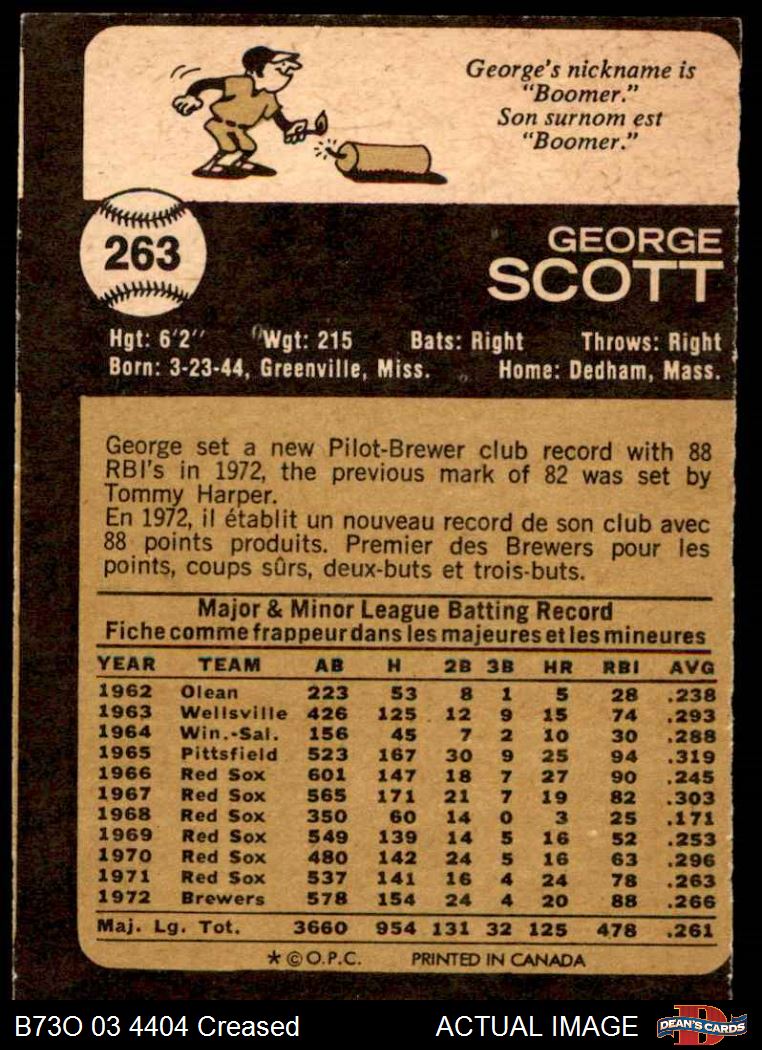 George's nickname is
"Boomer."
Son surnom est
"Boomer."
263
GEORGE
SCOTT
Hgt: 6'2" Wgt: 215 Bats: Right Throws: Right
Born: 3-23-44, Greenville, Miss. Home: Dedham, Mass.
George set a new Pilot-Brewer club record with 88
RBI's in 1972, the previous mark of 82 was set by
Tommy Harper.
En 1972, il établit un nouveau record de son club avec
88 points produits. Premier des Brewers pour les
points, coups sûrs, deux-buts et trois-buts.
Major & Minor League Batting Record
Fiche comme frappeur dans les majeures et les mineures
YEAR TEAM AB H 2B 3B HR RBI AVG
1962 Olean 223 53 8 1 5 28 .238
1963 Wellsville 426 125 12 9 15 74 .293
1964 Win.-Sal. 156 45 7 2 10 30 .288
1965 Pittsfield 523 167 30 9 25 94 .319
1966 Red Sox 601 147 18 7 27 90 .245
1967 Red Sox 565 171 21 7 19 82 .303
1968 Red Sox 350 60 14 0 3 25 .171
1969 Red Sox 549 139 14 5 16 52 .253
1970 Red Sox 480 142 24 5 16 63 .296
1971 Red Sox 537 141 16 4 24 78 .263
1972 Brewers 578 154 24 4 20 88 .266
Maj. Lg. Tot. 3660 954 131 32 125 478 .261
* © O.P.C. PRINTED IN CANADA
B73O 03 4404 Creased ACTUAL IMAGE
D
DEAN'S CARDS